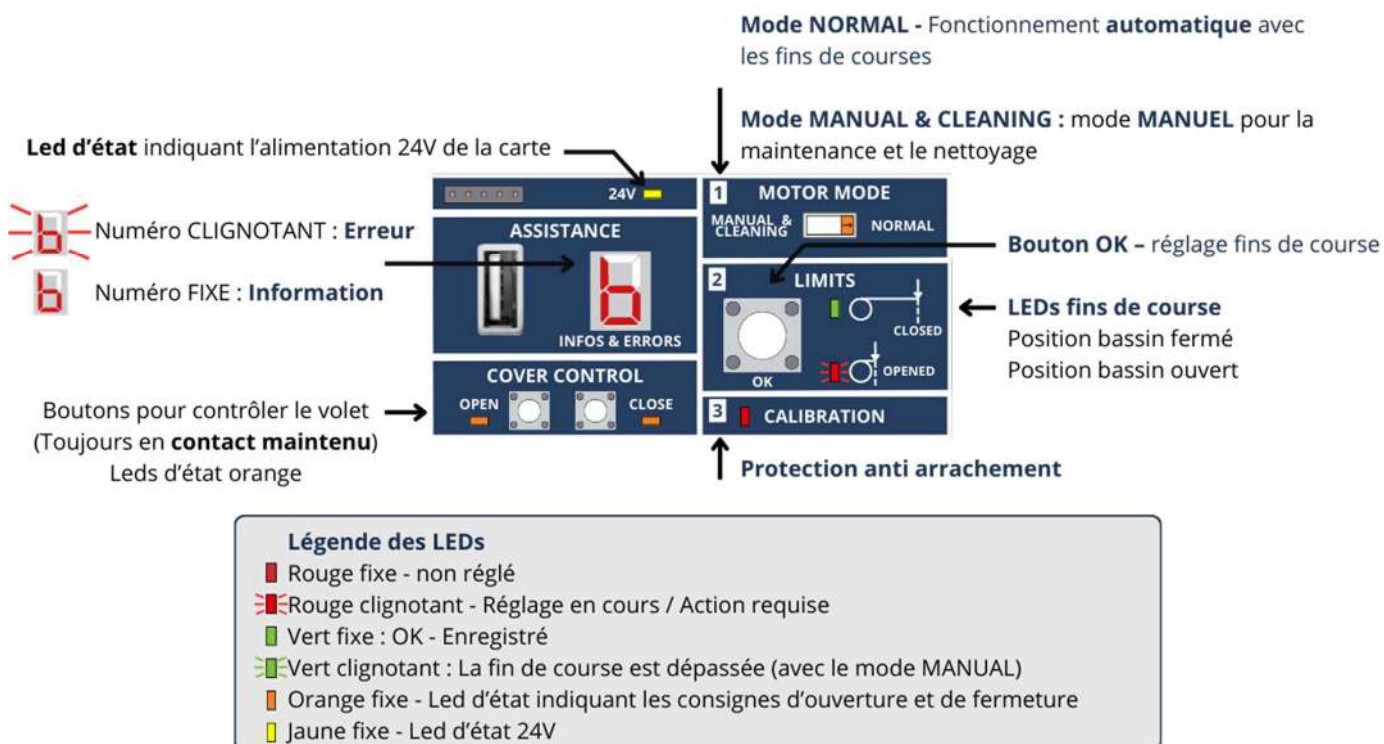 Mode NORMAL - Fonctionnement automatique avec
les fins de courses
Mode MANUAL & CLEANING : mode MANUEL pour la
maintenance et le nettoyage
Led d'état indiquant l'alimentation 24V de la carte
Numéro CLIGNOTANT : Erreur
Numéro FIXE : Information
24V
ASSISTANCE
INFOS & ERRORS
COVER CONTROL
OPEN
CLOSE
1 MOTOR MODE
MANUAL &
CLEANING
NORMAL
2 LIMITS
CLOSED
OPENED
OK
3 CALIBRATION
Bouton OK – réglage fins de course
LEDs fins de course
Position bassin fermé
Position bassin ouvert
Boutons pour contrôler le volet
(Toujours en contact maintenu)
Leds d'état orange
Protection anti arrachement
Légende des LEDs
Rouge fixe - non réglé
Rouge clignotant - Réglage en cours / Action requise
Vert fixe : OK - Enregistré
Vert clignotant : La fin de course est dépassée (avec le mode MANUAL)
Orange fixe - Led d'état indiquant les consignes d'ouverture et de fermeture
Jaune fixe - Led d'état 24V